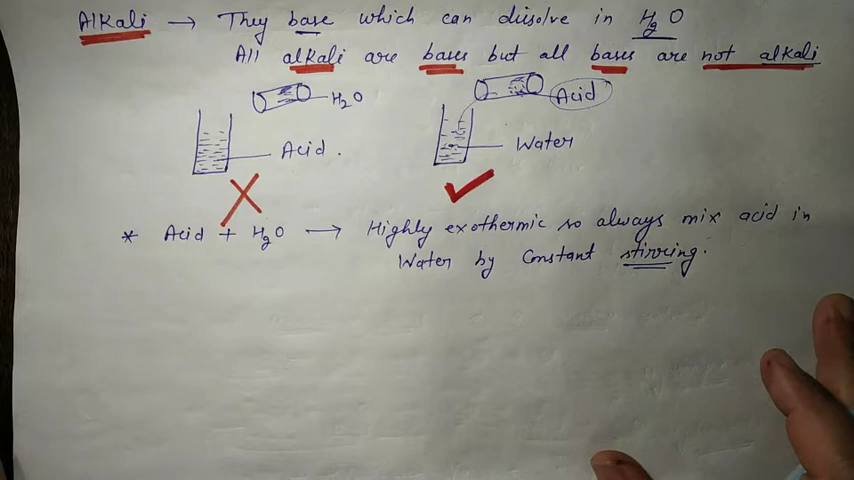 Alkali → They base which can dissolve in H2O
All alkali are bases but all bases are not alkali
H2O
Acid
Acid.
Water
* Acid + H2O → Highly exothermic so always mix acid in
Water by Constant stirring.